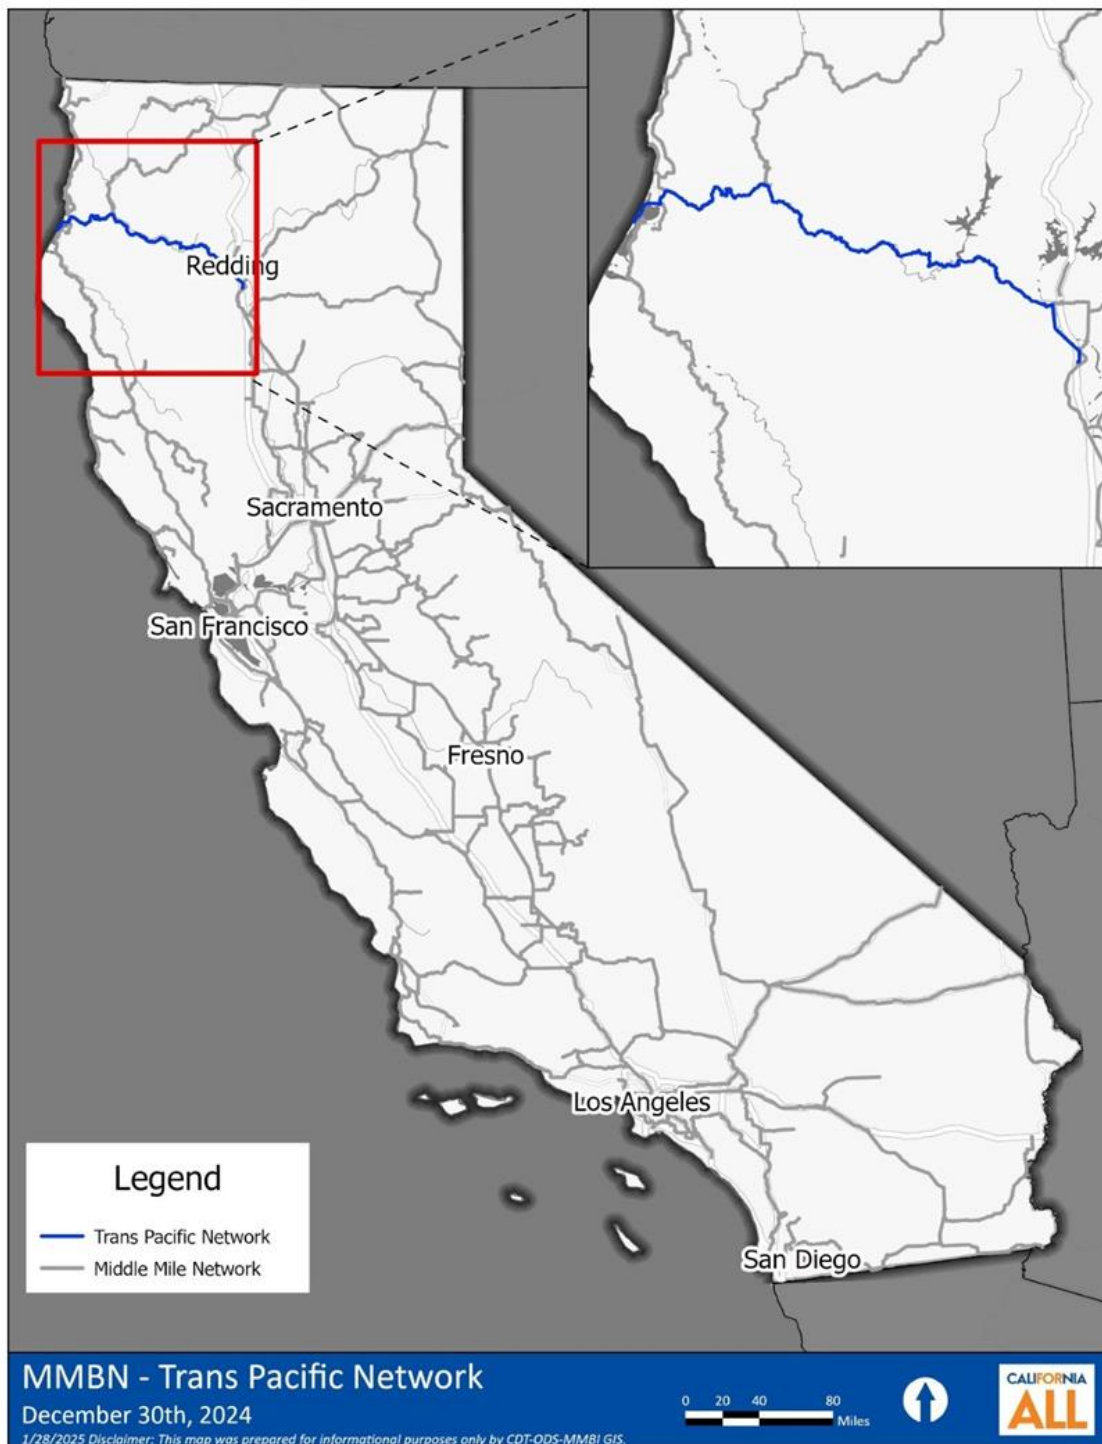 Redding
Sacramento
San Francisco
Fresno
Los Angeles
San Diego
Legend
Trans Pacific Network
Middle Mile Network
MMBN - Trans Pacific Network
December 30th, 2024
1/28/2025 Disclaimer: This map was prepared for informational purposes only by CDT-ODS-MMBI GIS.
0 20 40 80
Miles
CALIFORNIA
ALL